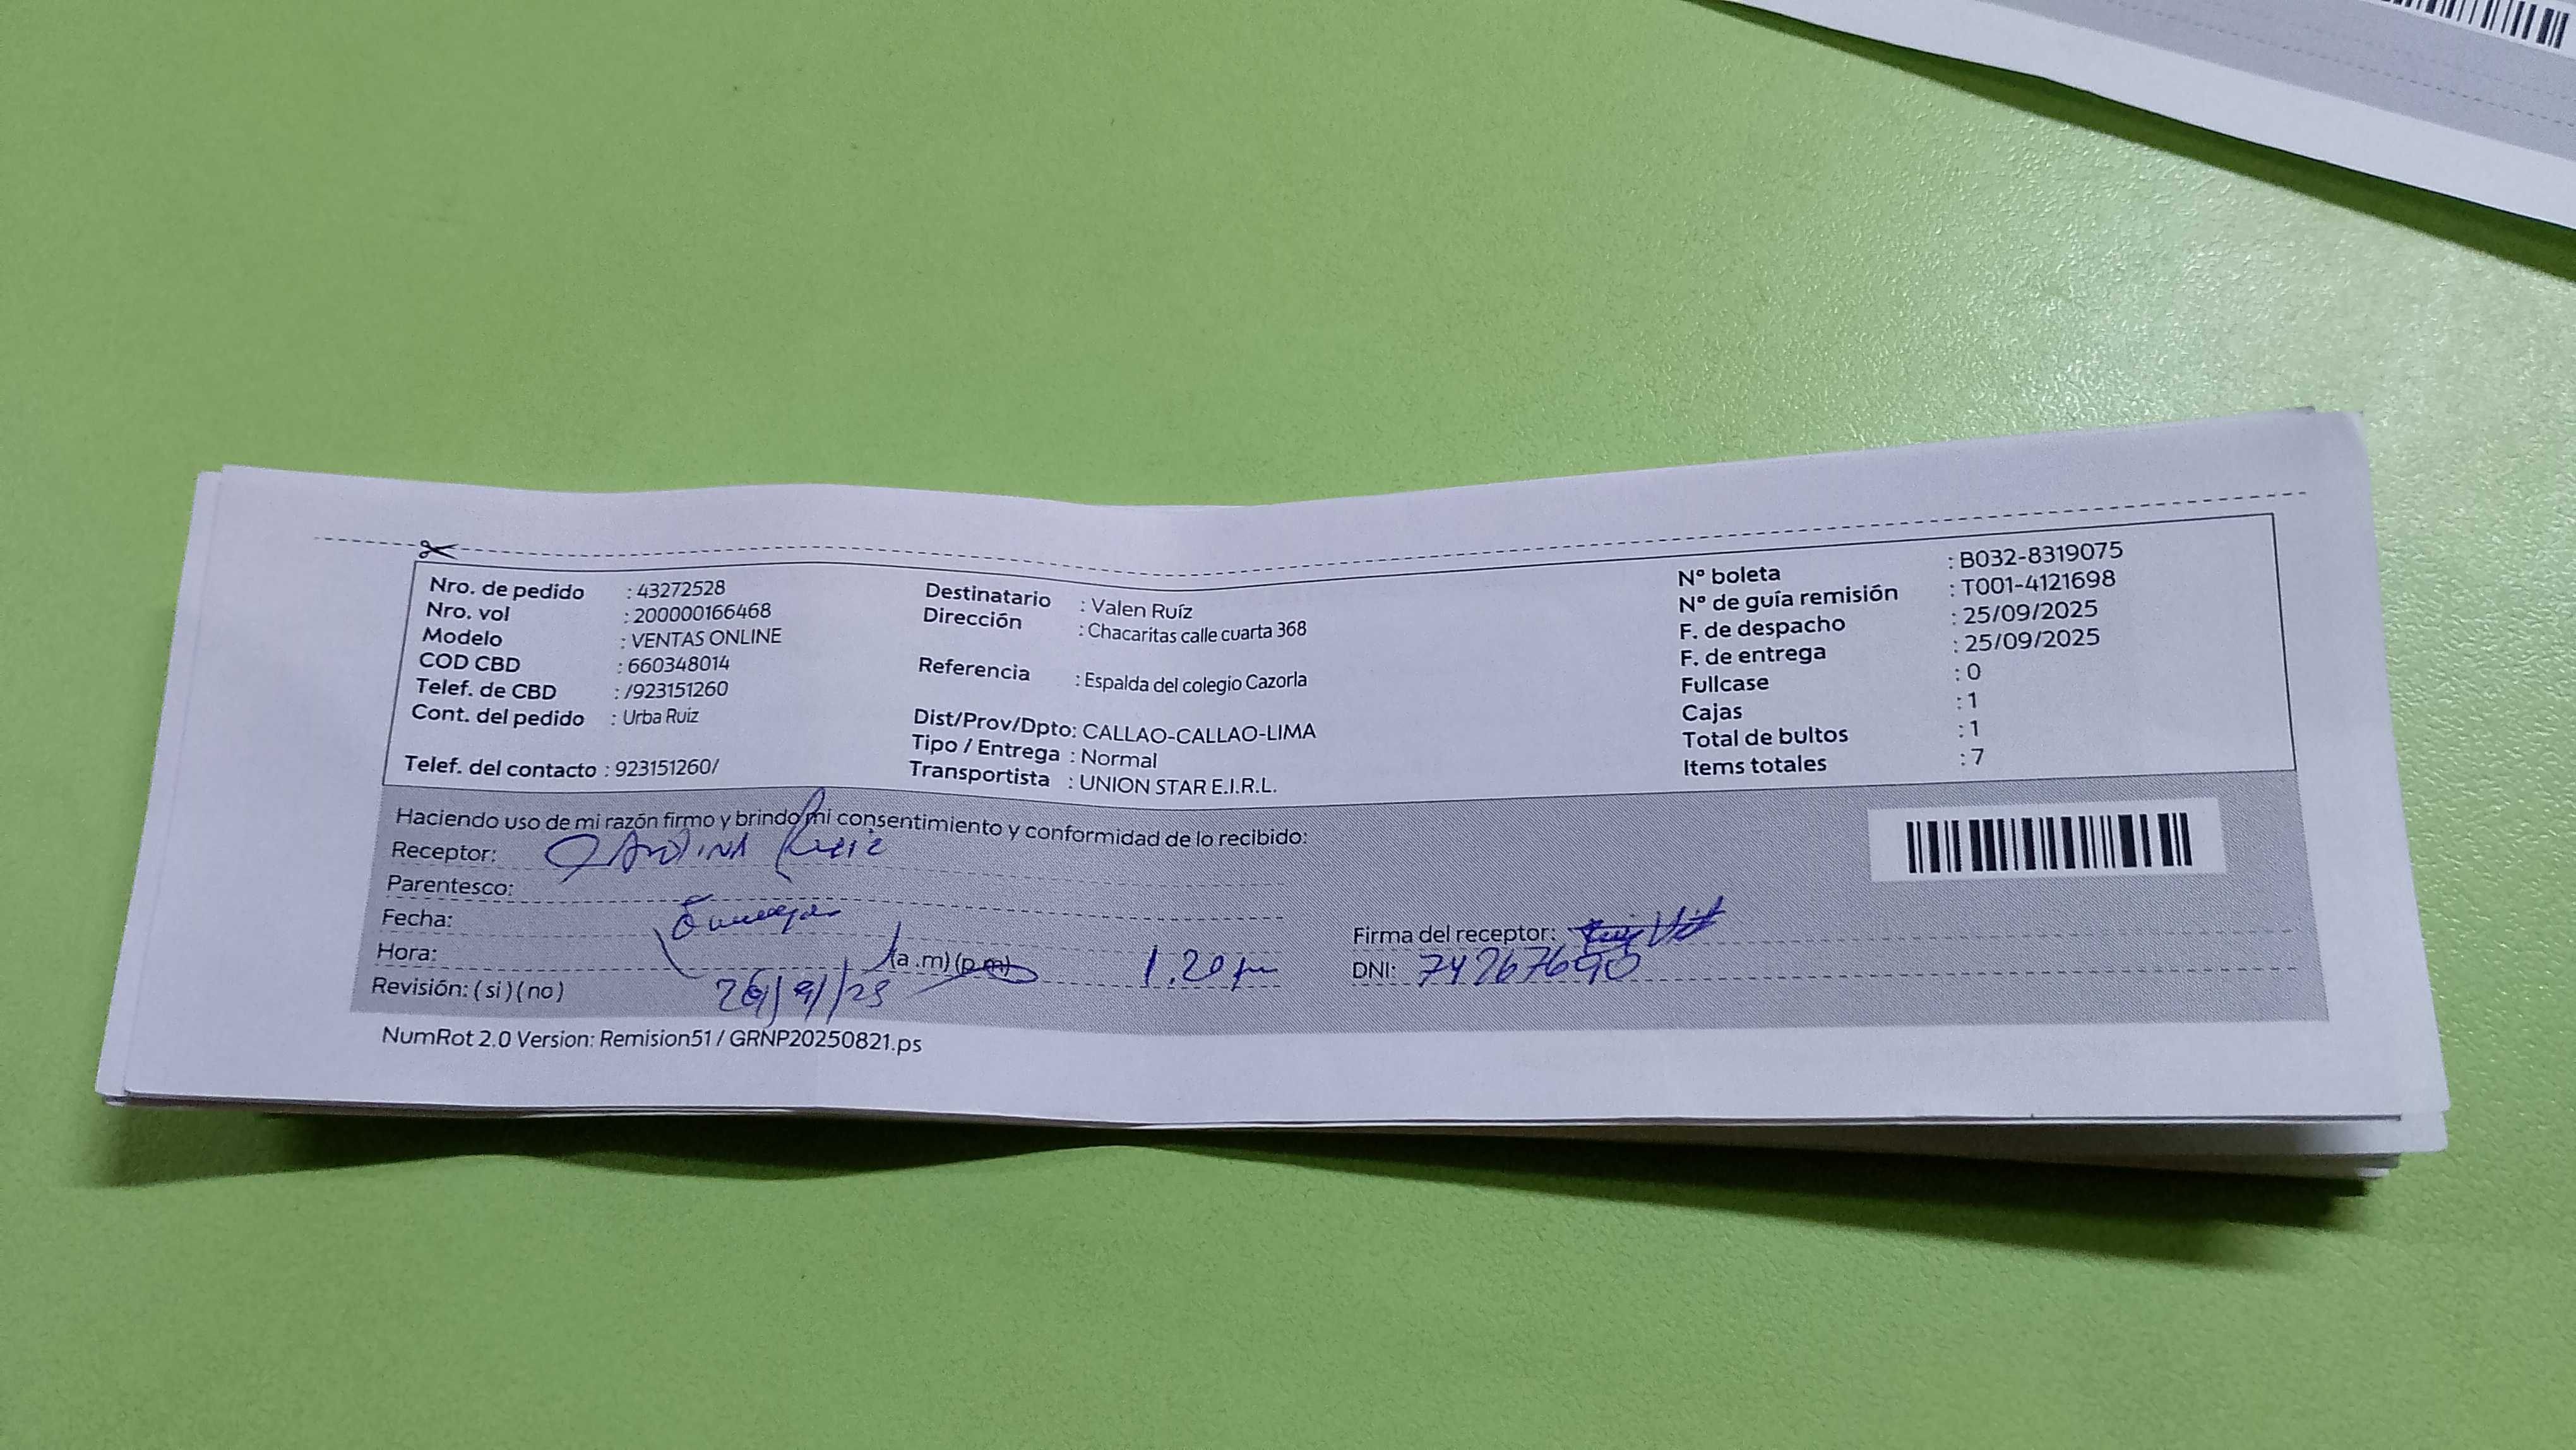 Nro. de pedido : 43272528
Nro. vol : 200000166468
Modelo : VENTAS ONLINE
COD CBD : 660348014
Telef. de CBD : /923151260
Cont. del pedido : Urba Ruiz
Telef. del contacto : 923151260/
Destinatario : Valen Ruíz
Dirección : Chacaritas calle cuarta 368
Referencia : Espalda del colegio Cazorla
Dist/Prov/Dpto: CALLAO-CALLAO-LIMA
Tipo / Entrega : Normal
Transportista : UNION STAR E.I.R.L.
N° boleta : B032-8319075
N° de guía remisión : T001-4121698
F. de despacho : 25/09/2025
F. de entrega : 25/09/2025
Fullcase : 0
Cajas : 1
Total de bultos : 1
Items totales : 7
Haciendo uso de mi razón firmo y brindo mi consentimiento y conformidad de lo recibido:
Receptor: Ruiz
Parentesco:
Fecha:
Hora: (a .m) (p.m) 1.20 pm
Revisión: ( si ) ( no ) 26/9/25
Firma del receptor:
DNI: 74267690
NumRot 2.0 Version: Remision51 / GRNP20250821.ps